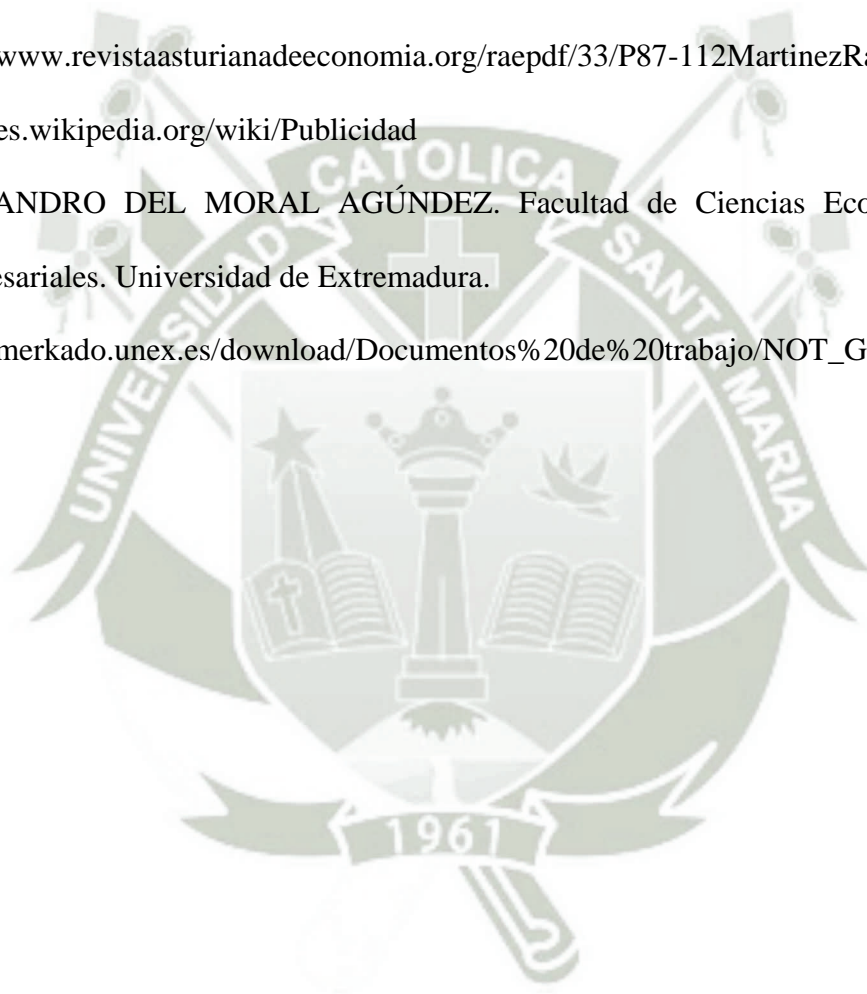 www.revistaasturianadeeconomia.org/raepdf/33/P87-112MartinezRa
es.wikipedia.org/wiki/Publicidad
ANDRO DEL MORAL AGÚNDEZ. Facultad de Ciencias Eco
esariales. Universidad de Extremadura.
merkado.unex.es/download/Documentos%20de%20trabajo/NOT_G
UNIVERSIDAD CATOLICA SANTA MARIA
1961